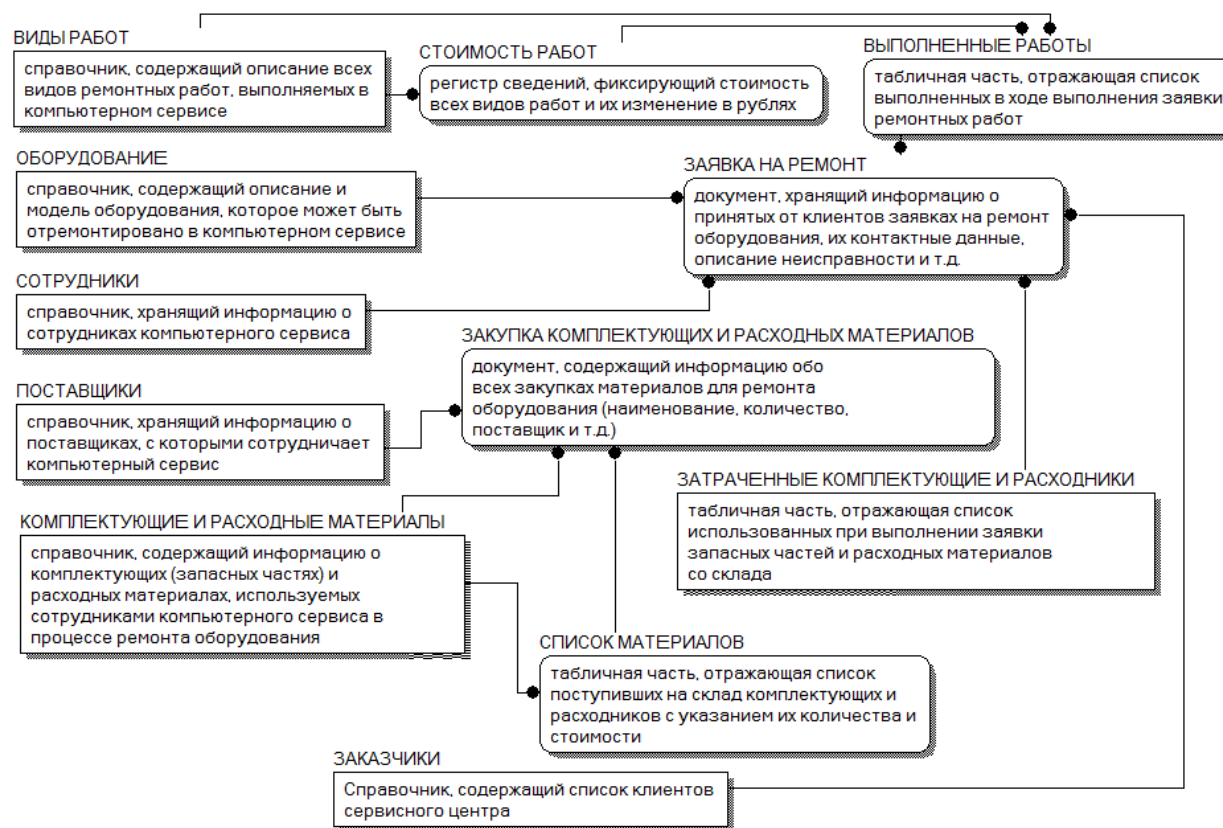 ВИДЫ РАБОТ
справочник, содержащий описание всех
видов ремонтных работ, выполняемых в
компьютерном сервисе
СТОИМОСТЬ РАБОТ
регистр сведений, фиксирующий стоимость
всех видов работ и их изменение в рублях
ВЫПОЛНЕННЫЕ РАБОТЫ
табличная часть, отражающая список
выполненных в ходе выполнения заявки
ремонтных работ
ОБОРУДОВАНИЕ
справочник, содержащий описание и
модель оборудования, которое может быть
отремонтировано в компьютерном сервисе
ЗАЯВКА НА РЕМОНТ
документ, хранящий информацию о
принятых от клиентов заявках на ремонт
оборудования, их контактные данные,
описание неисправности и т.д.
СОТРУДНИКИ
справочник, хранящий информацию о
сотрудниках компьютерного сервиса
ЗАКУПКА КОМПЛЕКТУЮЩИХ И РАСХОДНЫХ МАТЕРИАЛОВ
документ, содержащий информацию обо
всех закупках материалов для ремонта
оборудования (наименование, количество,
поставщик и т.д.)
ПОСТАВЩИКИ
справочник, хранящий информацию о
поставщиках, с которыми сотрудничает
компьютерный сервис
ЗАТРАЧЕННЫЕ КОМПЛЕКТУЮЩИЕ И РАСХОДНИКИ
табличная часть, отражающая список
использованных при выполнении заявки
запасных частей и расходных материалов
со склада
КОМПЛЕКТУЮЩИЕ И РАСХОДНЫЕ МАТЕРИАЛЫ
справочник, содержащий информацию о
комплектующих (запасных частях) и
расходных материалах, используемых
сотрудниками компьютерного сервиса в
процессе ремонта оборудования
СПИСОК МАТЕРИАЛОВ
табличная часть, отражающая список
поступивших на склад комплектующих и
расходников с указанием их количества и
стоимости
ЗАКАЗЧИКИ
Справочник, содержащий список клиентов
сервисного центра